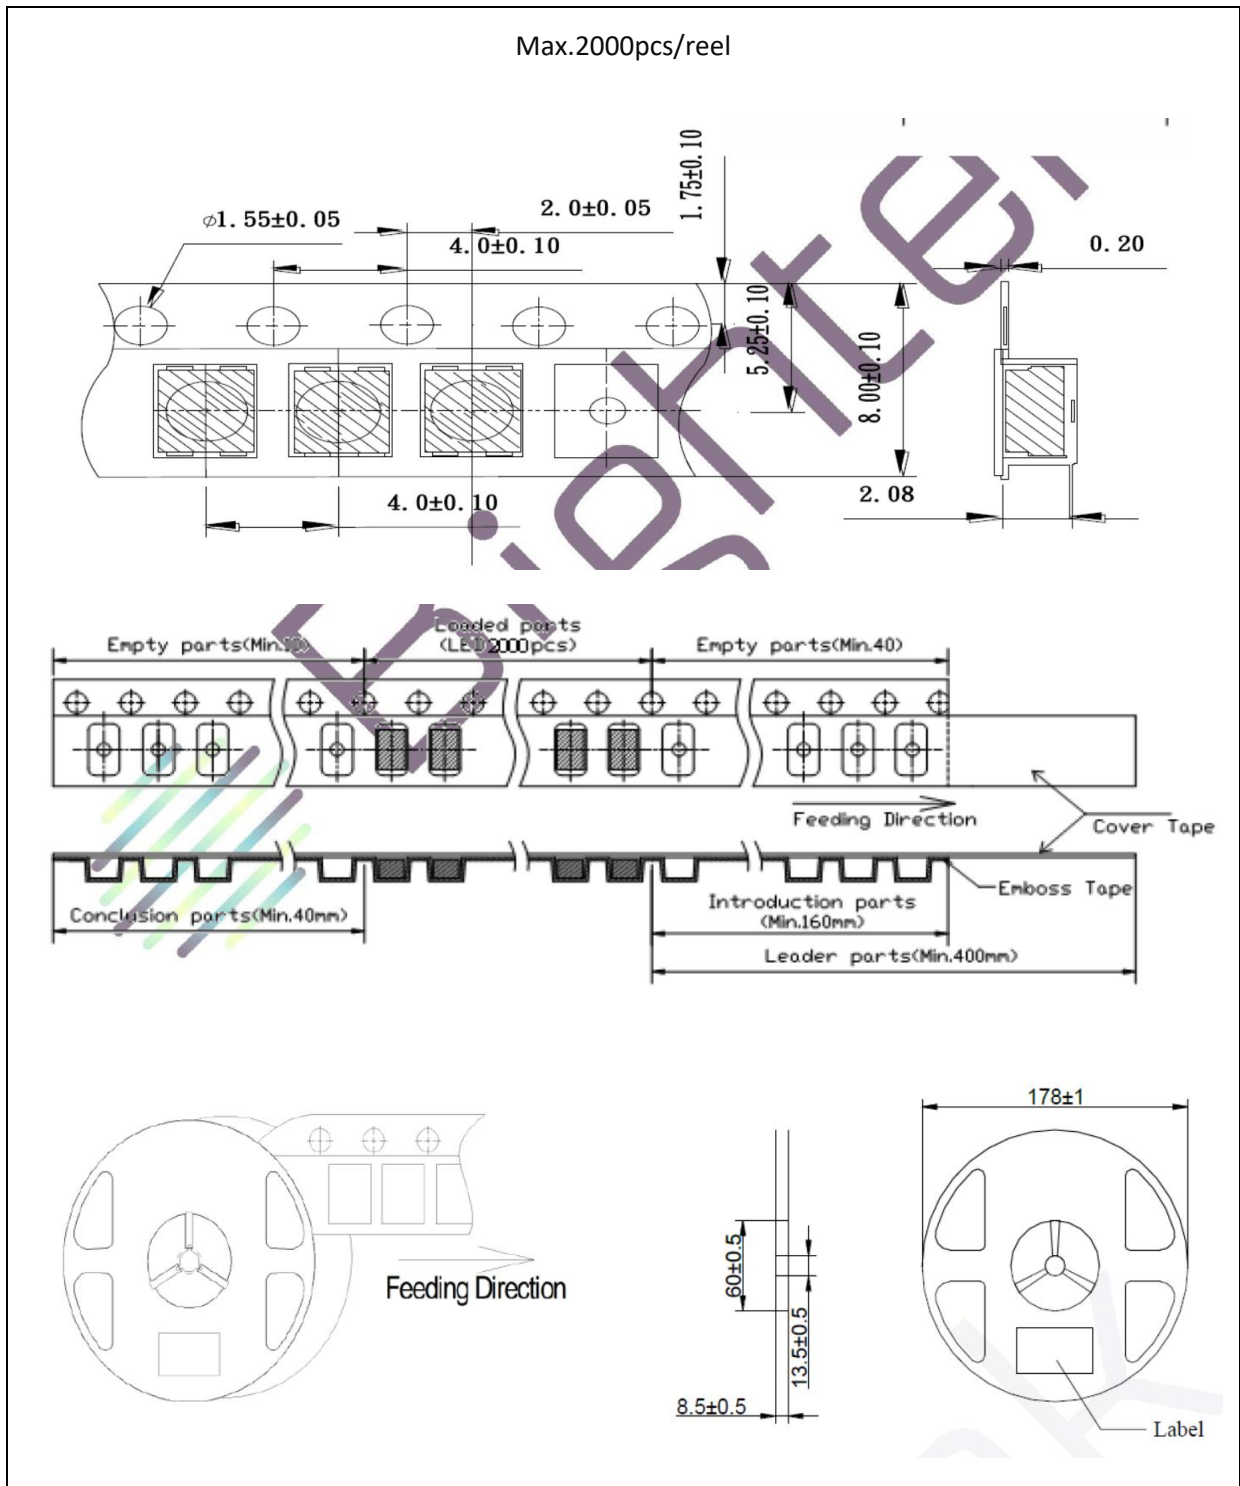 Max.2000pcs/reel
1.75±0.10
2.0±0.05
ø1.55±0.05
4.0±0.10
0.20
5.25±0.10
8.00±0.10
2.08
4.0±0.10
Loaded parts
Empty parts(Min.
(LED 2000pcs)
Empty parts(Min.40)
Feeding Direction
Cover Tape
Emboss Tape
Conclusion parts(Min.40mm)
Introduction parts
(Min.160mm)
Leader parts(Min.400mm)
178±1
Feeding Direction
60±0.5
13.5±0.5
8.5±0.5
Label